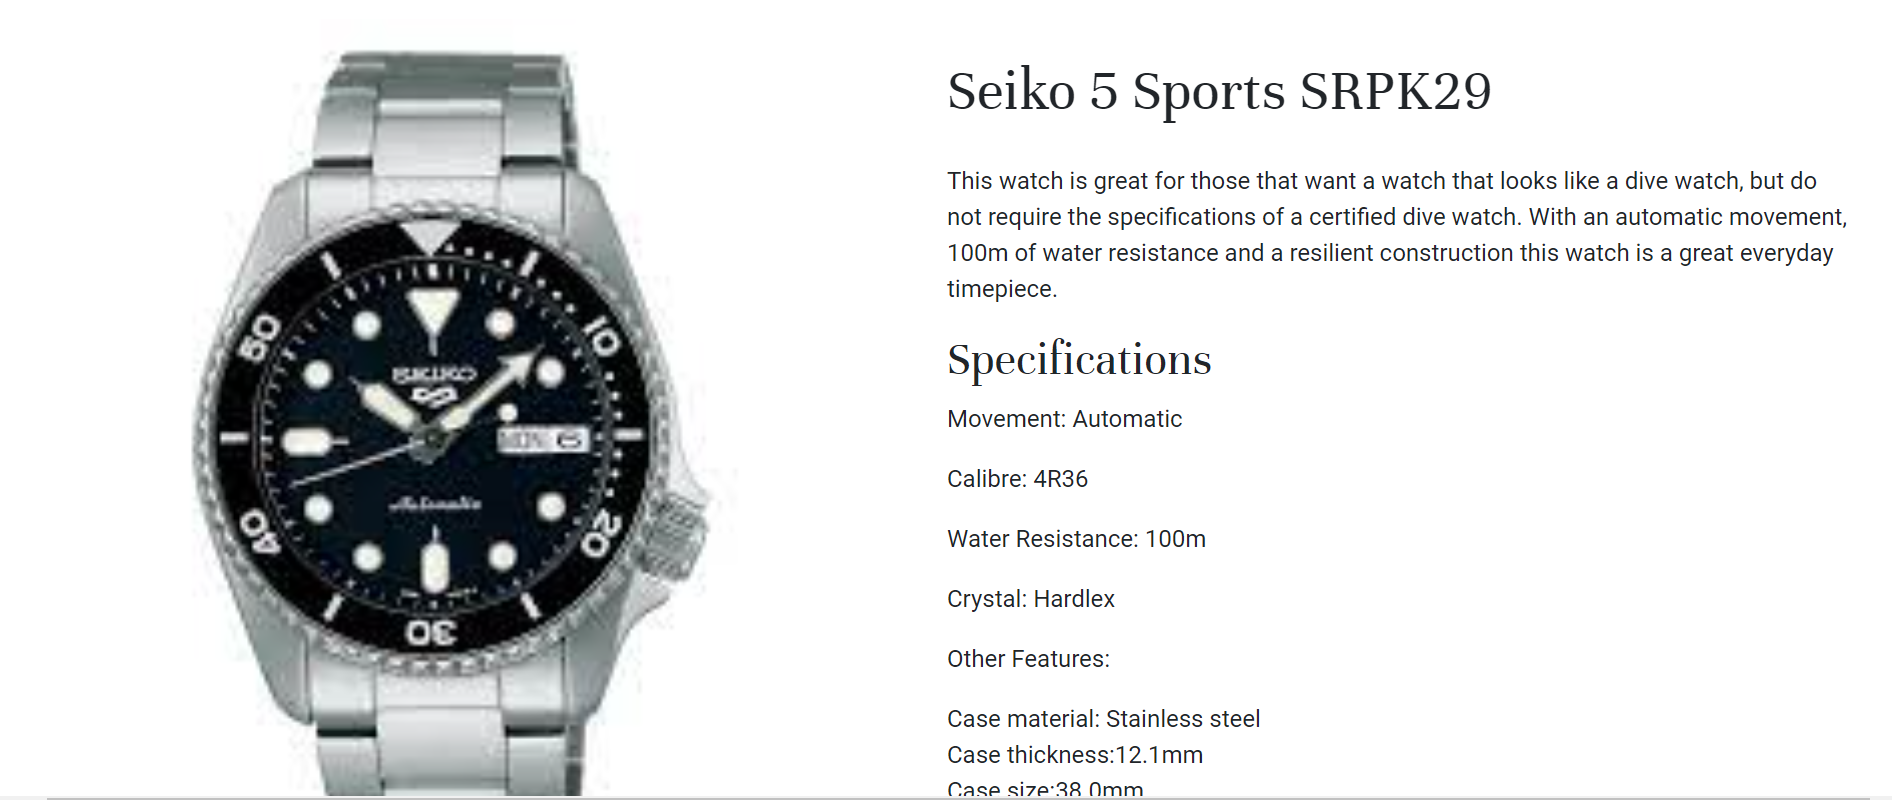 Seiko 5 Sports SRPK29
This watch is great for those that want a watch that looks like a dive watch, but do
not require the specifications of a certified dive watch. With an automatic movement,
100m of water resistance and a resilient construction this watch is a great everyday
timepiece.
Specifications
Movement: Automatic
Calibre: 4R36
Water Resistance: 100m
Crystal: Hardlex
Other Features:
Case material: Stainless steel
Case thickness:12.1mm
Case size:38.0mm
10
20
30
40
50
SEIKO
5
MON 6
Automatic